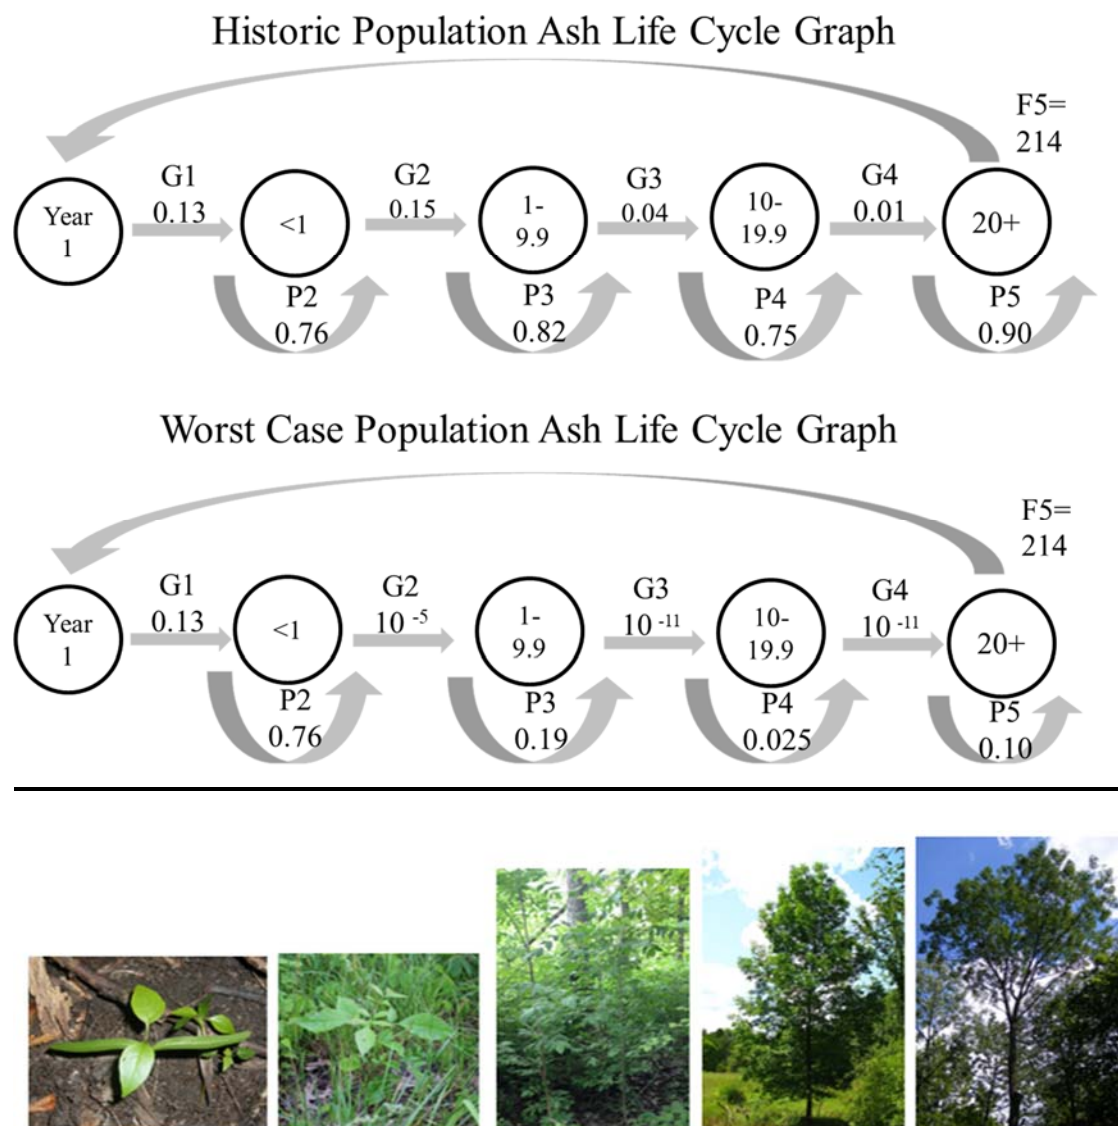 Historic Population Ash Life Cycle Graph
F5=
214
G1
0.13
G2
0.15
G3
0.04
G4
0.01
Year
1
<1
1-
9.9
10-
19.9
20+
P2
0.76
P3
0.82
P4
0.75
P5
0.90
Worst Case Population Ash Life Cycle Graph
F5=
214
G1
0.13
G2
10 -5
G3
10 -11
G4
10 -11
Year
1
<1
1-
9.9
10-
19.9
20+
P2
0.76
P3
0.19
P4
0.025
P5
0.10